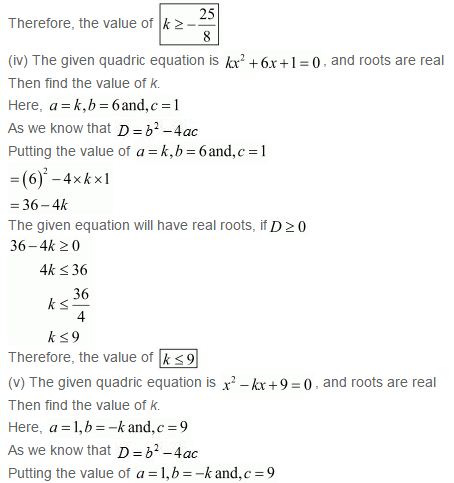 Therefore, the value of k ≥ −25/8
(iv) The given quadric equation is kx² + 6x + 1 = 0, and roots are real
Then find the value of k.
Here, a = k, b = 6 and, c = 1
As we know that D = b² − 4ac
Putting the value of a = k, b = 6 and, c = 1
= (6)² − 4 × k × 1
= 36 − 4k
The given equation will have real roots, if D ≥ 0
36 − 4k ≥ 0
4k ≤ 36
k ≤ 36/4
k ≤ 9
Therefore, the value of k ≤ 9
(v) The given quadric equation is x² − kx + 9 = 0, and roots are real
Then find the value of k.
Here, a = 1, b = −k and, c = 9
As we know that D = b² − 4ac
Putting the value of a = 1, b = −k and, c = 9